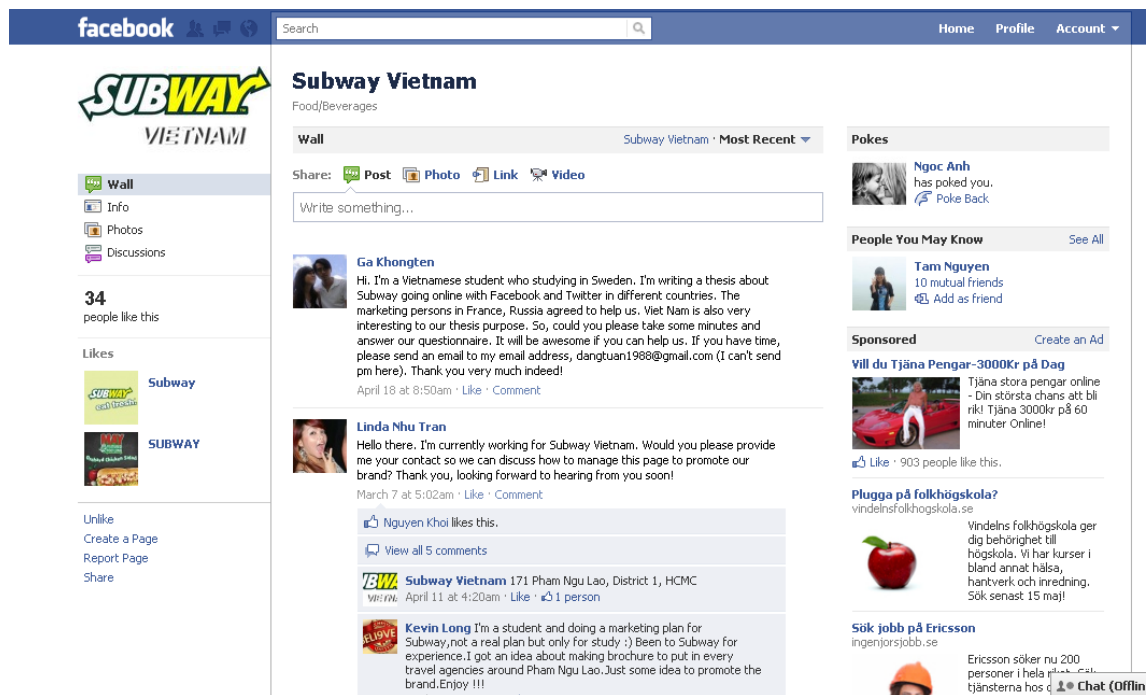 facebook
Search
Home Profile Account
SUBWAY
VIETNAM
Wall
Info
Photos
Discussions
34
people like this
Likes
SUBWAY
eat fresh.
Subway
MAY
SUBWAY
Unlike
Create a Page
Report Page
Share
Subway Vietnam
Food/Beverages
Wall
Subway Vietnam · Most Recent
Share: Post Photo Link Video
Write something...
Ga Khongten
Hi. I'm a Vietnamese student who studying in Sweden. I'm writing a thesis about
Subway going online with Facebook and Twitter in different countries. The
marketing persons in France, Russia agreed to help us. Viet Nam is also very
interesting to our thesis purpose. So, could you please take some minutes and
answer our questionnaire. It will be awesome if you can help us. If you have time,
please send an email to my email address, dangtuan1988@gmail.com (I can't send
pm here). Thank you very much indeed!
April 18 at 8:50am · Like · Comment
Linda Nhu Tran
Hello there. I'm currently working for Subway Vietnam. Would you please provide
me your contact so we can discuss how to manage this page to promote our
brand? Thank you, looking forward to hearing from you soon!
March 7 at 5:02am · Like · Comment
Nguyen Khoi likes this.
View all 5 comments
Subway Vietnam 171 Pham Ngu Lao, District 1, HCMC
April 11 at 4:20am · Like · 1 person
Kevin Long I'm a student and doing a marketing plan for
Subway,not a real plan but only for study :) Been to Subway for
experience.I got an idea about making brochure to put in every
travel agencies around Pham Ngu Lao.Just some idea to promote the
brand.Enjoy !!!
Pokes
Ngoc Anh
has poked you.
Poke Back
People You May Know See All
Tam Nguyen
10 mutual friends
Add as friend
Sponsored Create an Ad
Vill du Tjäna Pengar-3000Kr på Dag
Tjäna stora pengar online
- Din största chans att bli
rik! Tjäna 3000kr på 60
minuter Online!
Like · 903 people like this.
Plugga på folkhögskola?
vindelnsfolkhogskola.se
Vindelns folkhögskola ger
dig behörighet till
högskola. Vi har kurser i
bland annat hälsa,
hantverk och inredning.
Sök senast 15 maj!
Sök jobb på Ericsson
ingenjorsjobb.se
Ericsson söker nu 200
personer i hela
tjänsterna hos
Chat (Offlin